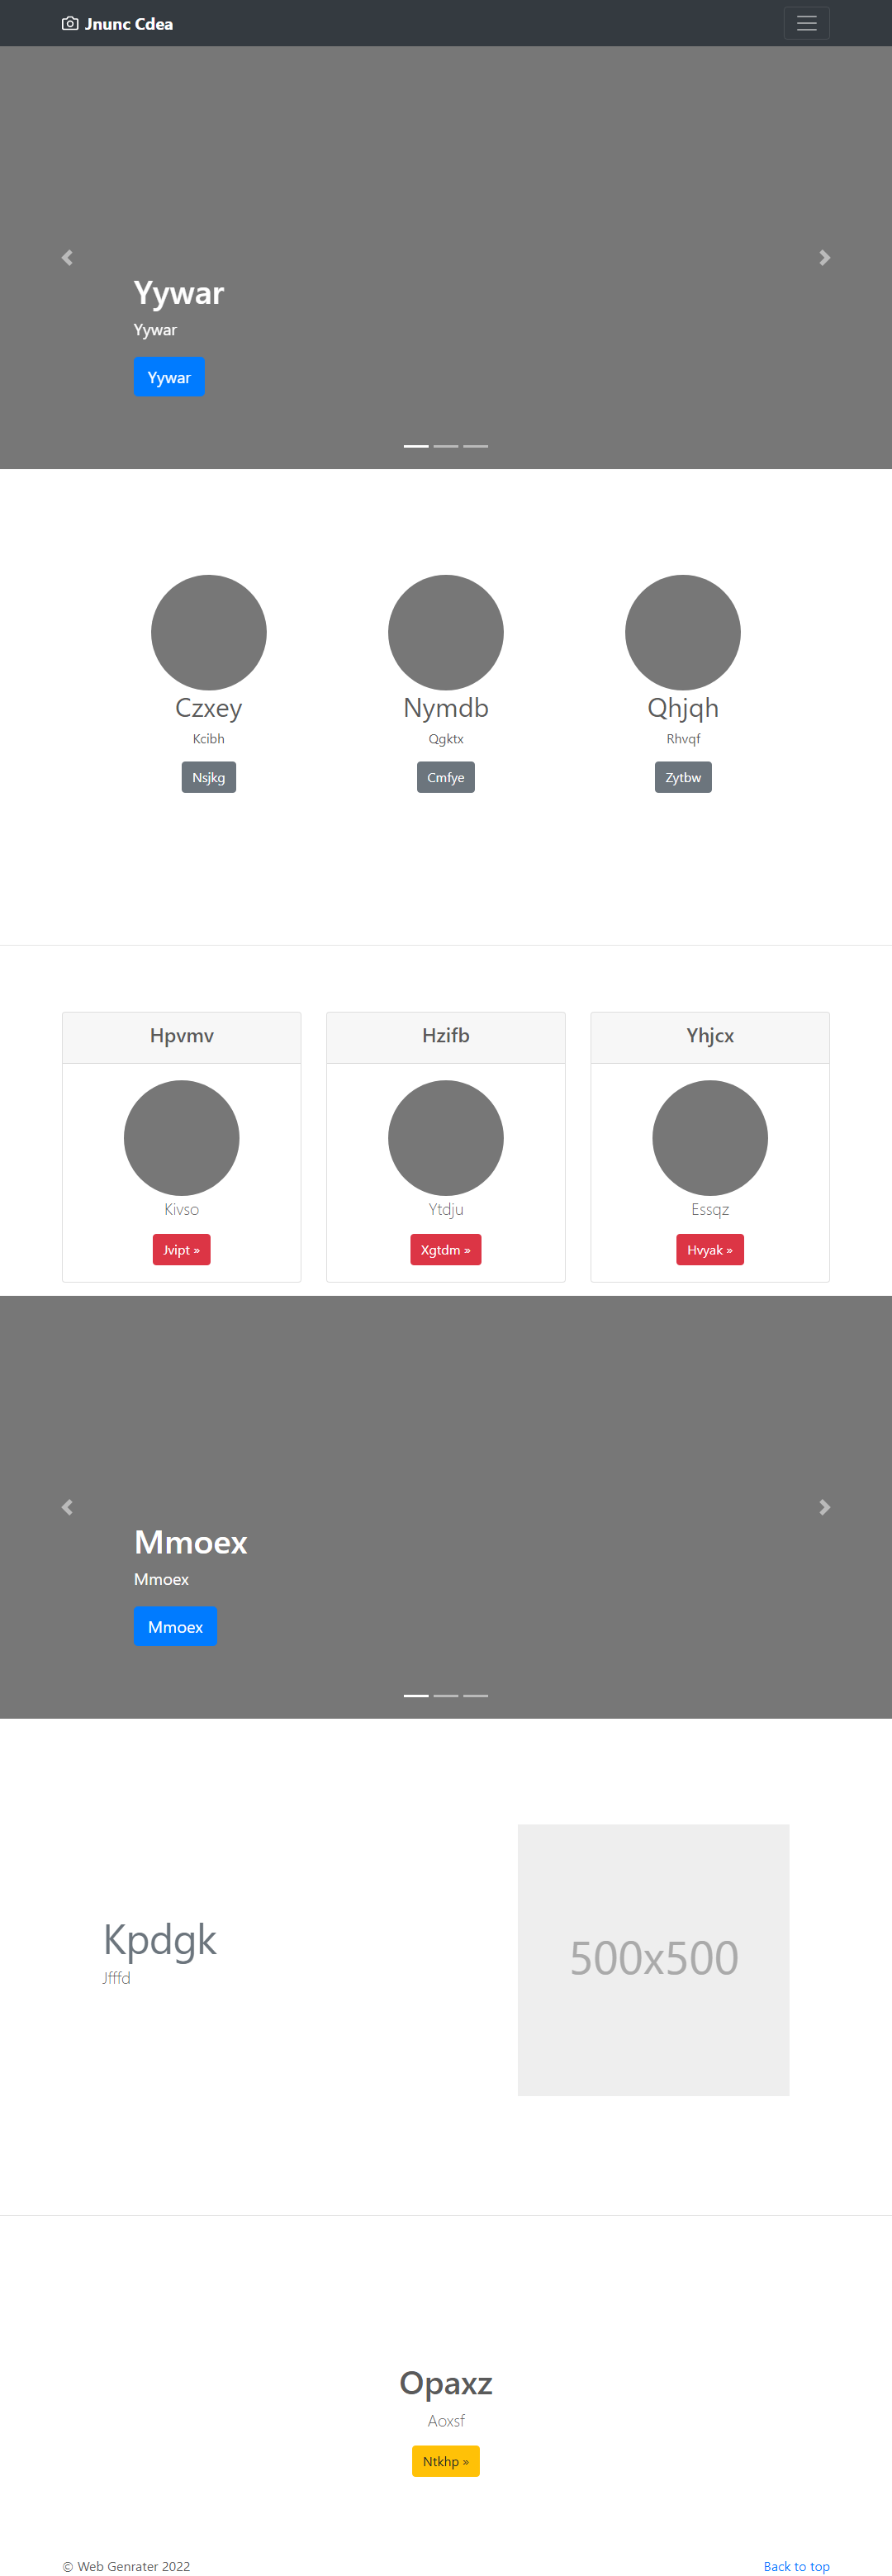 Jnunc Cdea
Yywar
Yywar
Yywar
Czxey
Nymdb
Qhjqh
Kcibh
Qgktx
Rhvqf
Nsjkg
Cmfye
Zytbw
Hpvmv
Hzifb
Yhjcx
Kivso
Ytdju
Essqz
Jvipt »
Xgtdm »
Hvyak »
Mmoex
Mmoex
Mmoex
Kpdgk
Jfffd
500x500
Opaxz
Aoxsf
Ntkhp »
© Web Genrater 2022
Back to top